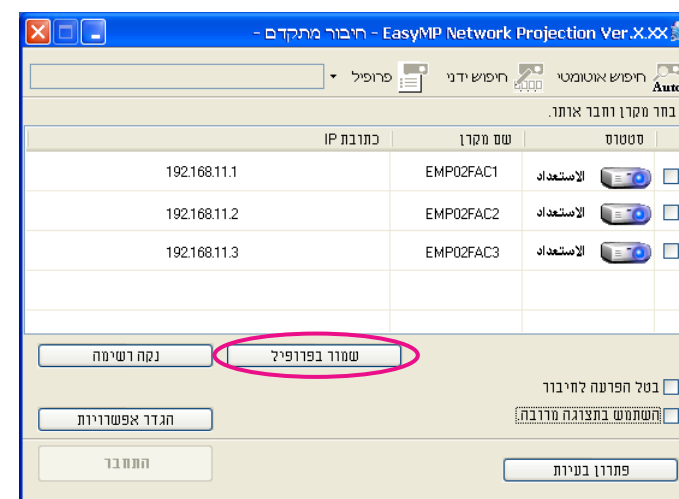 EasyMP Network Projection Ver.X.XX - חיבור מתקדם -
חיפוש אוטומטי חיפוש ידני פרופיל
Auto
בחר מקרן וחבר אותו.
סטטוס שם מקרן כתובת IP
الاستعداد EMP02FAC1 192.168.11.1
الاستعداد EMP02FAC2 192.168.11.2
الاستعداد EMP02FAC3 192.168.11.3
שמור בפרופיל נקה רשימה
בטל הפרעה לחיבור
השתמש בתצוגה מרובה. הגדר אפשרויות
פתרון בעיות התחבר